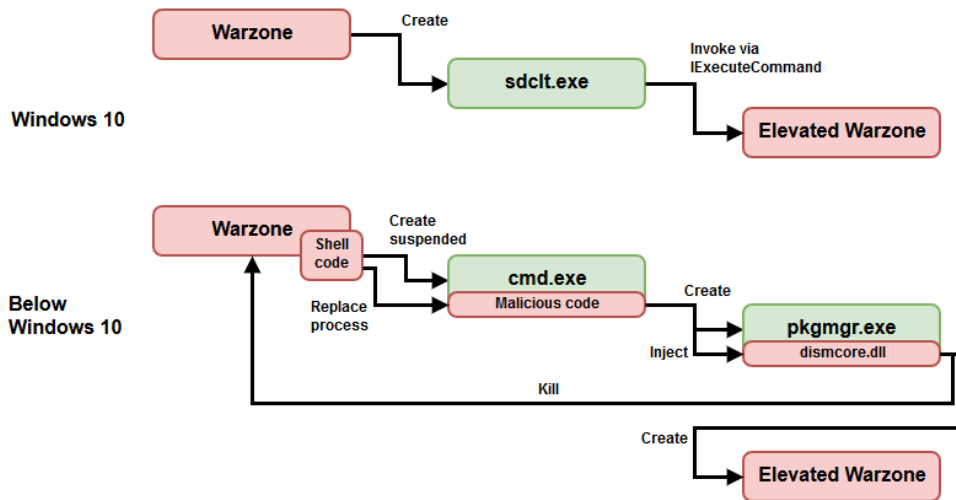 Warzone
Create
sdclt.exe
Invoke via
IExecuteCommand
Windows 10
Elevated Warzone
Warzone
Shell
code
Create
suspended
cmd.exe
Malicious code
Replace
process
Below
Windows 10
Create
pkgmgr.exe
Inject
dismcore.dll
Kill
Create
Elevated Warzone